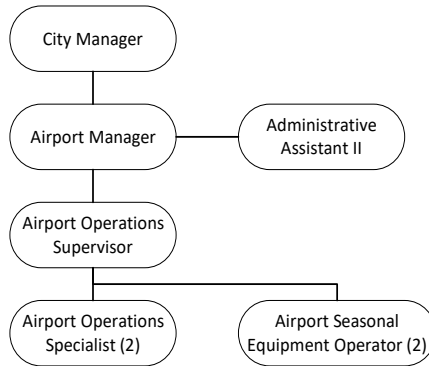 City Manager
Airport Manager
Administrative
Assistant II
Airport Operations
Supervisor
Airport Operations
Specialist (2)
Airport Seasonal
Equipment Operator (2)